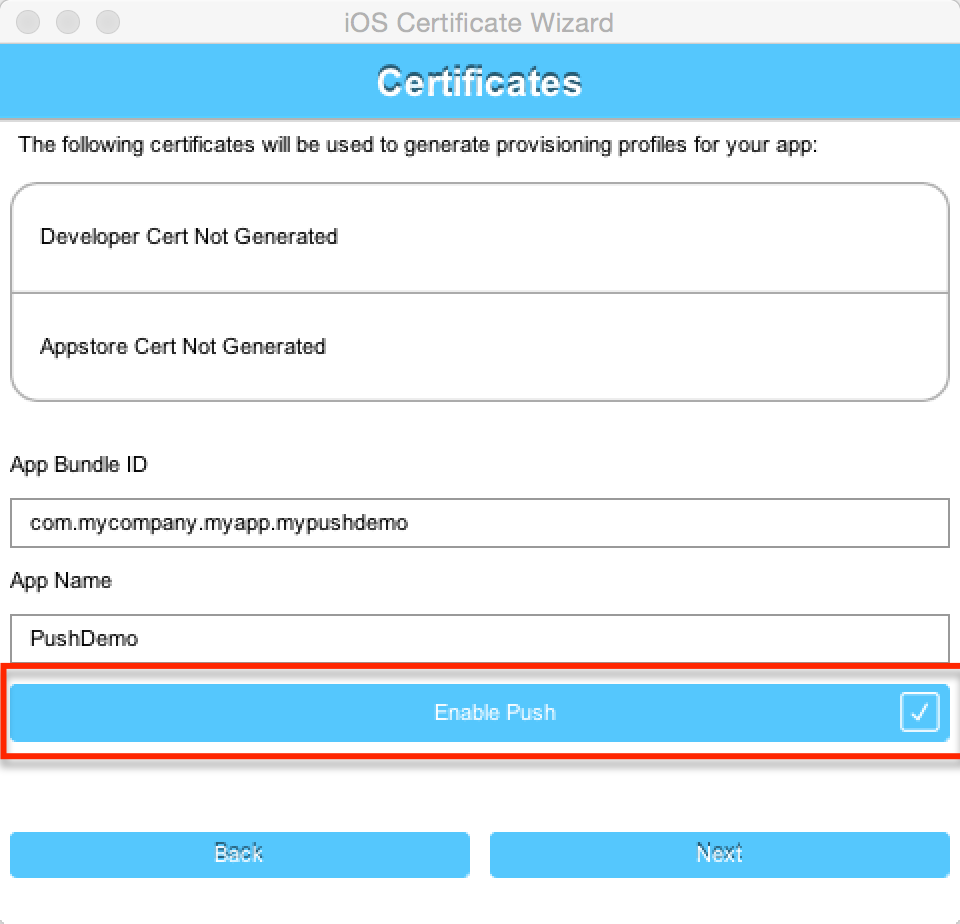 iOS Certificate Wizard
Certificates
The following certificates will be used to generate provisioning profiles for your app:
Developer Cert Not Generated
Appstore Cert Not Generated
App Bundle ID
com.mycompany.myapp.mypushdemo
App Name
PushDemo
Enable Push
Back
Next